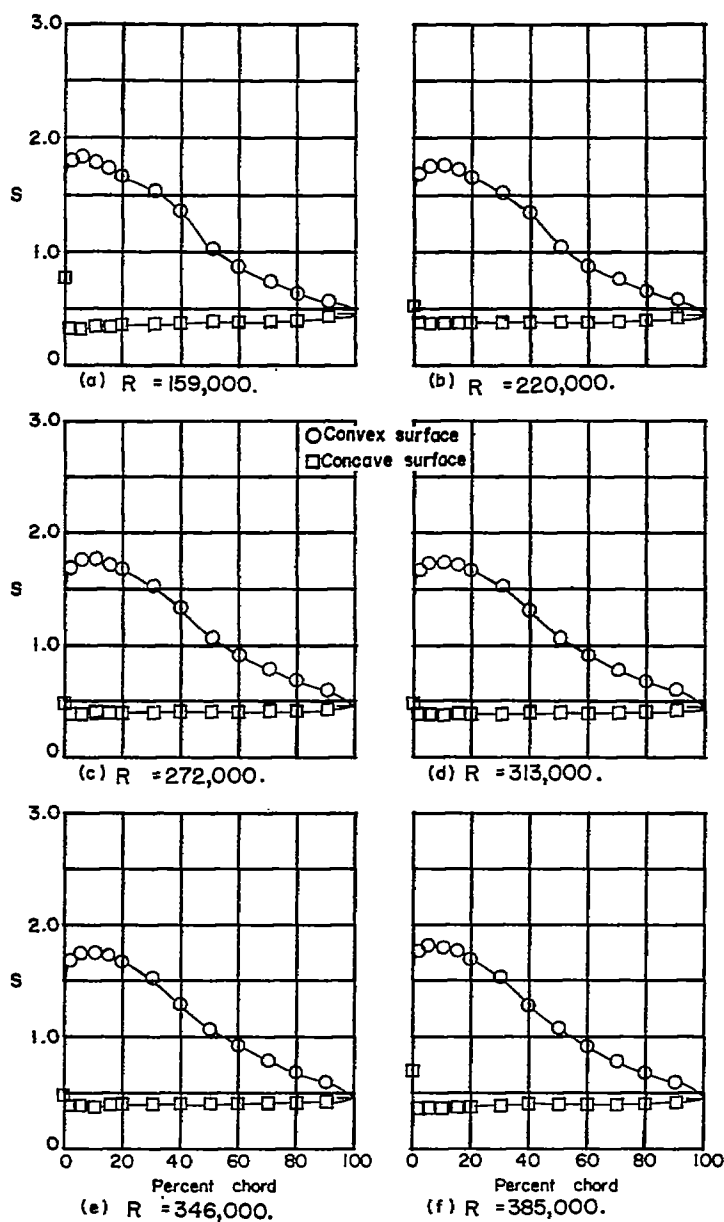 3.0
2.0
S
1.0
0
(a) R = 159,000.
(b) R = 220,000.
3.0
Convex surface
Concave surface
2.0
S
1.0
0
(c) R = 272,000.
(d) R = 313,000.
3.0
2.0
S
1.0
0
0 20 40 60 80 100
0 20 40 60 80 100
Percent chord
Percent chord
(e) R = 346,000.
(f) R = 385,000.